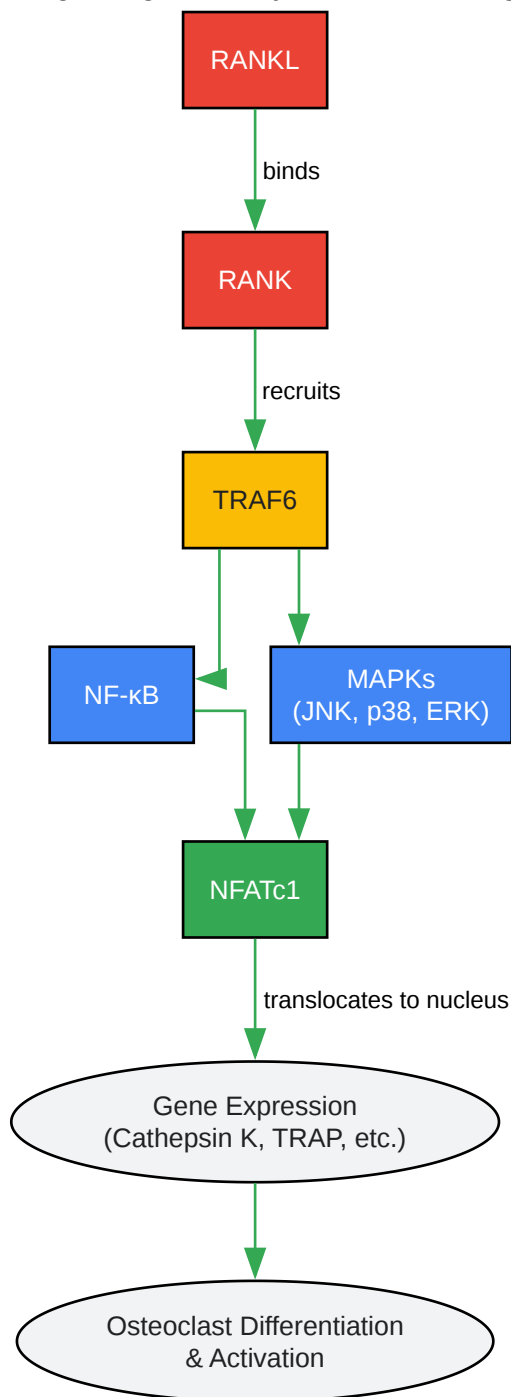 RANKL
binds
RANK
recruits
TRAF6
NF-κB
MAPKs
(JNK, p38, ERK)
NFATc1
translocates to nucleus
Gene Expression
(Cathepsin K, TRAP, etc.)
Osteoclast Differentiation
& Activation